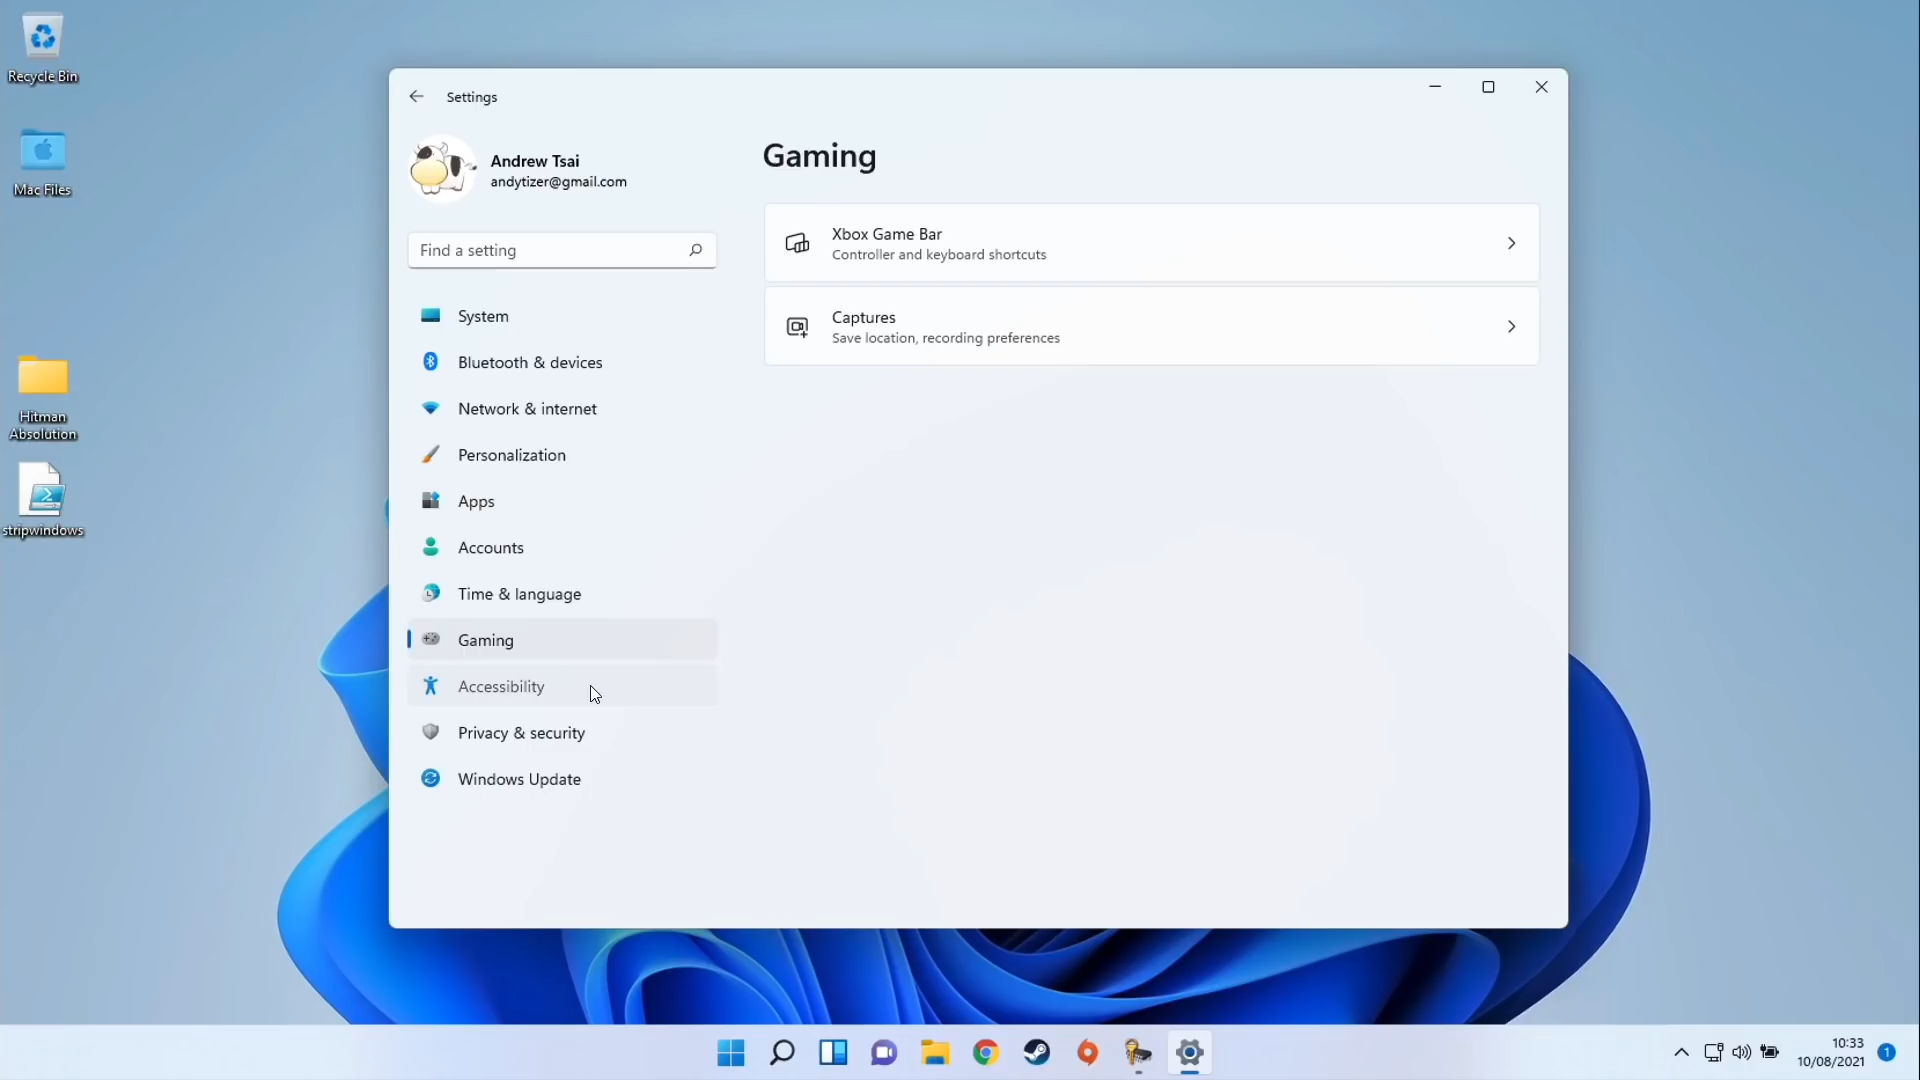 Recycle Bin
Mac Files
Hitman
Absolution
stripwindows
Settings
Andrew Tsai
andytizer@gmail.com
Find a setting
System
Bluetooth & devices
Network & internet
Personalization
Apps
Accounts
Time & language
Gaming
Accessibility
Privacy & security
Windows Update
Gaming
Xbox Game Bar
Controller and keyboard shortcuts
Captures
Save location, recording preferences
10:33
10/08/2021
1